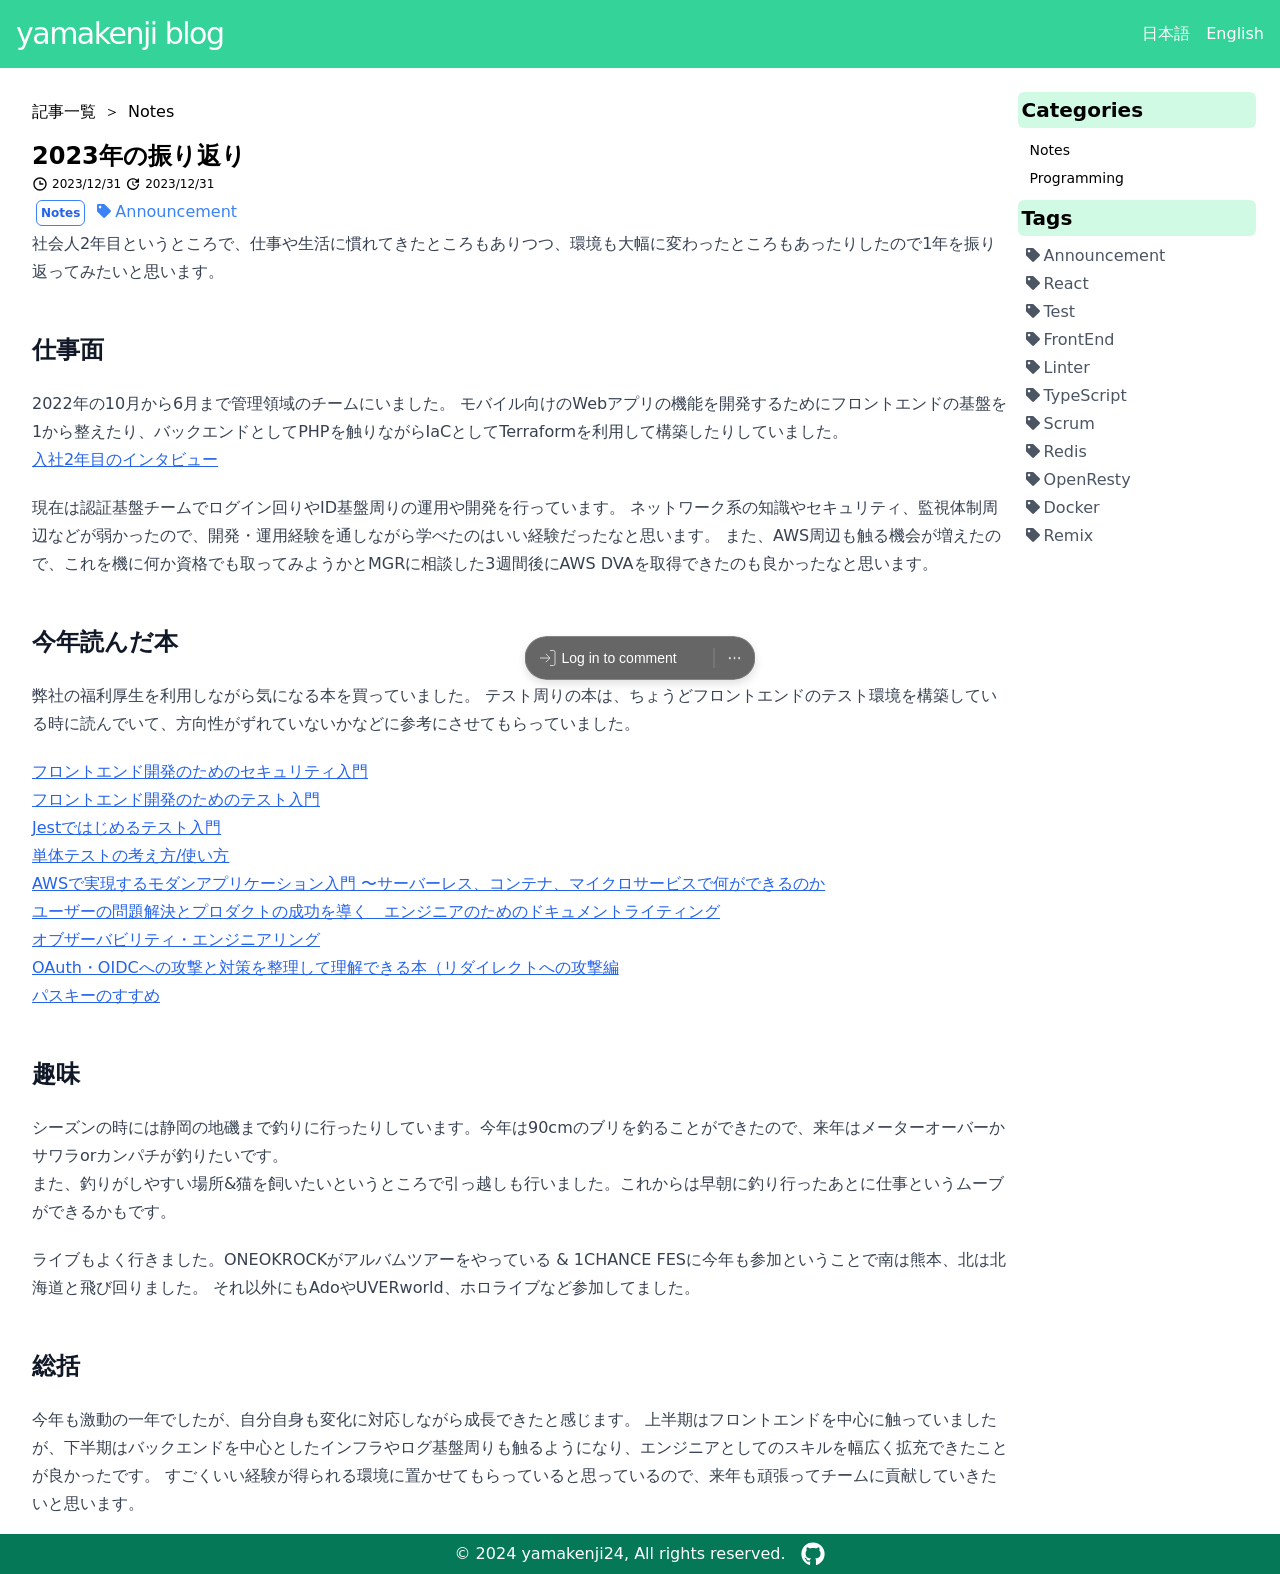 yamakenji blog
日本語 English
記事一覧 ＞ Notes
2023年の振り返り
2023/12/31 2023/12/31
Notes Announcement
社会人2年目というところで、仕事や生活に慣れてきたところもありつつ、環境も大幅に変わったところもあったりしたので1年を振り
返ってみたいと思います。
仕事面
2022年の10月から6月まで管理領域のチームにいました。 モバイル向けのWebアプリの機能を開発するためにフロントエンドの基盤を
1から整えたり、バックエンドとしてPHPを触りながらIaCとしてTerraformを利用して構築したりしていました。
入社2年目のインタビュー
現在は認証基盤チームでログイン回りやID基盤周りの運用や開発を行っています。 ネットワーク系の知識やセキュリティ、監視体制周
辺などが弱かったので、開発・運用経験を通しながら学べたのはいい経験だったなと思います。 また、AWS周辺も触る機会が増えたの
で、これを機に何か資格でも取ってみようかとMGRに相談した3週間後にAWS DVAを取得できたのも良かったなと思います。
今年読んだ本
Log in to comment
弊社の福利厚生を利用しながら気になる本を買っていました。 テスト周りの本は、ちょうどフロントエンドのテスト環境を構築してい
る時に読んでいて、方向性がずれていないかなどに参考にさせてもらっていました。
フロントエンド開発のためのセキュリティ入門
フロントエンド開発のためのテスト入門
Jestではじめるテスト入門
単体テストの考え方/使い方
AWSで実現するモダンアプリケーション入門 〜サーバーレス、コンテナ、マイクロサービスで何ができるのか
ユーザーの問題解決とプロダクトの成功を導く　エンジニアのためのドキュメントライティング
オブザーバビリティ・エンジニアリング
OAuth・OIDCへの攻撃と対策を整理して理解できる本（リダイレクトへの攻撃編
パスキーのすすめ
趣味
シーズンの時には静岡の地磯まで釣りに行ったりしています。今年は90cmのブリを釣ることができたので、来年はメーターオーバーか
サワラorカンパチが釣りたいです。
また、釣りがしやすい場所&猫を飼いたいというところで引っ越しも行いました。これからは早朝に釣り行ったあとに仕事というムーブ
ができるかもです。
ライブもよく行きました。ONEOKROCKがアルバムツアーをやっている & 1CHANCE FESに今年も参加ということで南は熊本、北は北
海道と飛び回りました。 それ以外にもAdoやUVERworld、ホロライブなど参加してました。
総括
今年も激動の一年でしたが、自分自身も変化に対応しながら成長できたと感じます。 上半期はフロントエンドを中心に触っていました
が、下半期はバックエンドを中心としたインフラやログ基盤周りも触るようになり、エンジニアとしてのスキルを幅広く拡充できたこと
が良かったです。 すごくいい経験が得られる環境に置かせてもらっていると思っているので、来年も頑張ってチームに貢献していきた
いと思います。
Categories
Notes
Programming
Tags
Announcement
React
Test
FrontEnd
Linter
TypeScript
Scrum
Redis
OpenResty
Docker
Remix
© 2024 yamakenji24, All rights reserved.